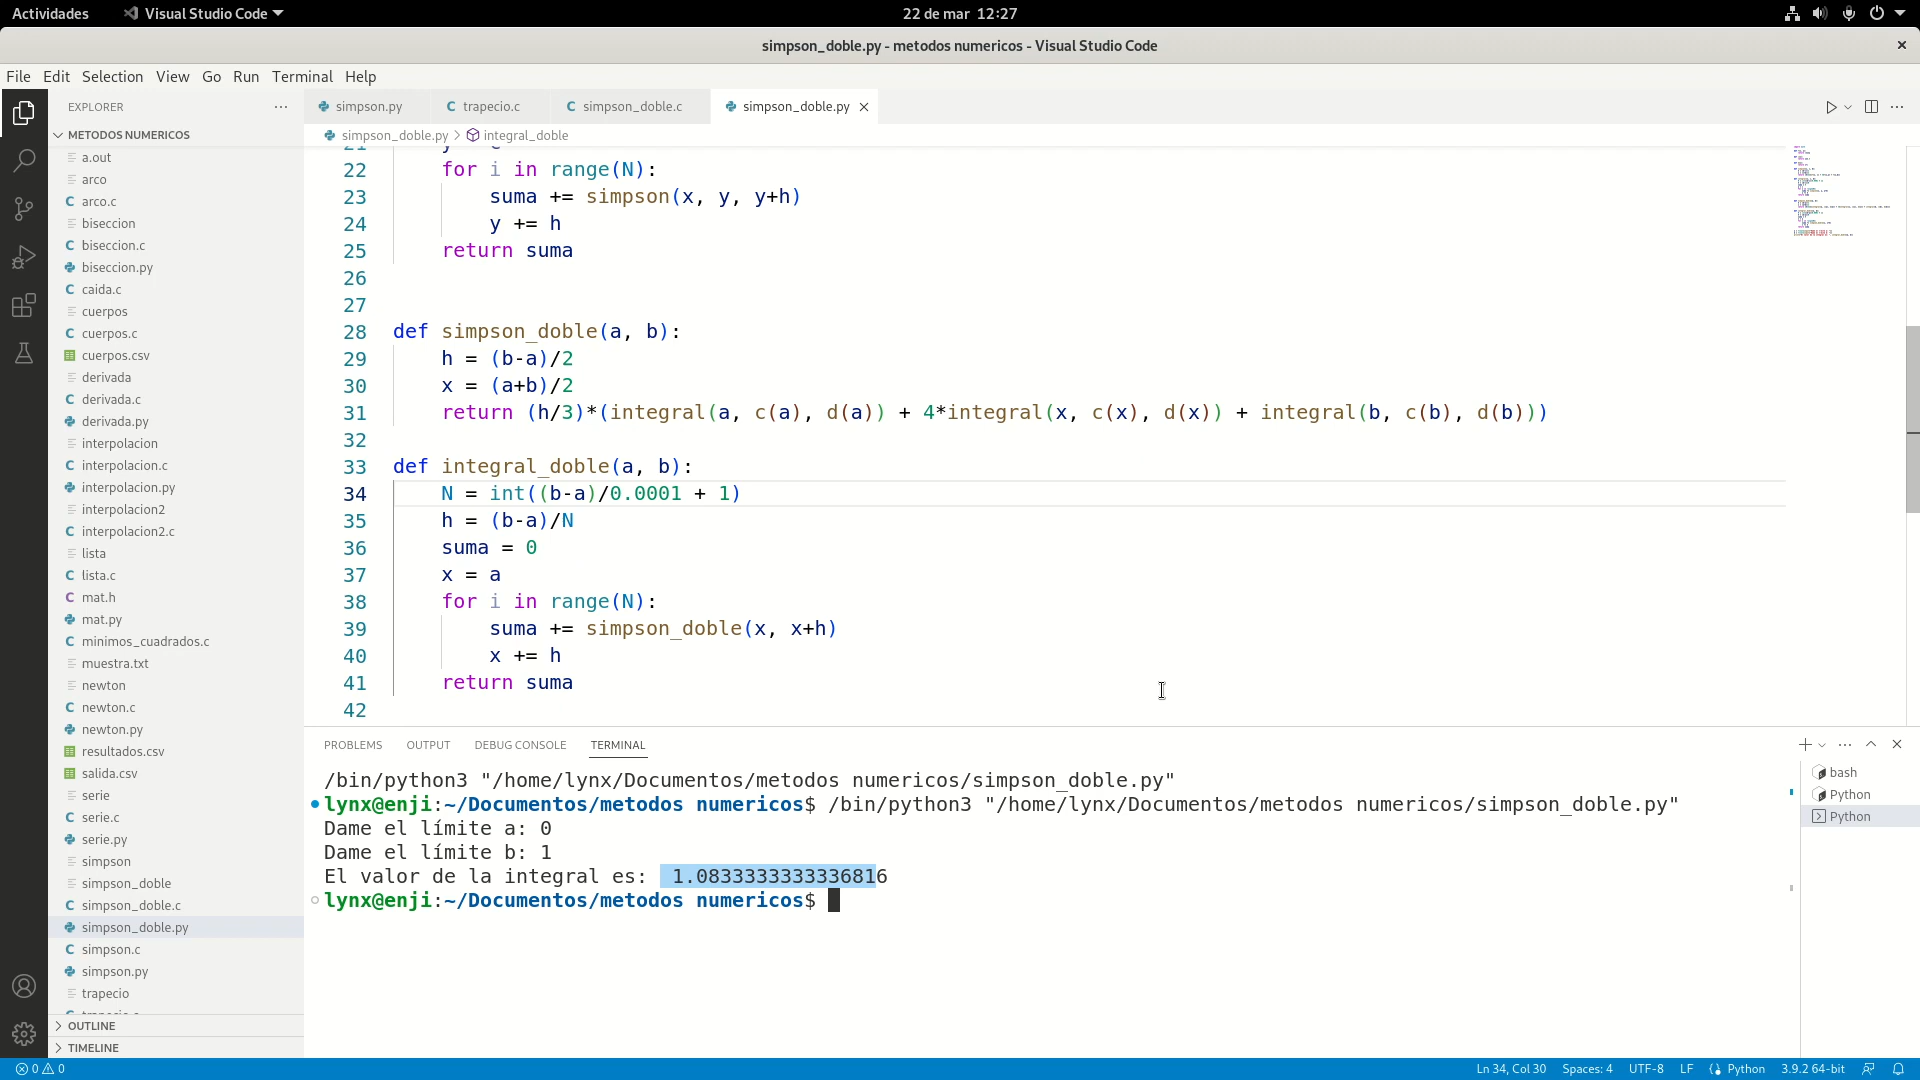 Actividades
Visual Studio Code
22 de mar 12:27
simpson_doble.py - metodos numericos - Visual Studio Code
File Edit Selection View Go Run Terminal Help
EXPLORER
METODOS NUMERICOS
a.out
arco
arco.c
biseccion
biseccion.c
biseccion.py
caida.c
cuerpos
cuerpos.c
cuerpos.csv
derivada
derivada.c
derivada.py
interpolacion
interpolacion.c
interpolacion.py
interpolacion2
interpolacion2.c
lista
lista.c
mat.h
mat.py
minimos_cuadrados.c
muestra.txt
newton
newton.c
newton.py
resultados.csv
salida.csv
serie
serie.c
serie.py
simpson
simpson_doble
simpson_doble.c
simpson_doble.py
simpson.c
simpson.py
trapecio
OUTLINE
TIMELINE
simpson.py
trapecio.c
simpson_doble.c
simpson_doble.py
simpson_doble.py > integral_doble
22 for i in range(N):
23 suma += simpson(x, y, y+h)
24 y += h
25 return suma
26
27
28 def simpson_doble(a, b):
29 h = (b-a)/2
30 x = (a+b)/2
31 return (h/3)*(integral(a, c(a), d(a)) + 4*integral(x, c(x), d(x)) + integral(b, c(b), d(b)))
32
33 def integral_doble(a, b):
34 N = int((b-a)/0.0001 + 1)
35 h = (b-a)/N
36 suma = 0
37 x = a
38 for i in range(N):
39 suma += simpson_doble(x, x+h)
40 x += h
41 return suma
42
PROBLEMS OUTPUT DEBUG CONSOLE TERMINAL
/bin/python3 "/home/lynx/Documentos/metodos numericos/simpson_doble.py"
lynx@enji:~/Documentos/metodos numericos$ /bin/python3 "/home/lynx/Documentos/metodos numericos/simpson_doble.py"
Dame el límite a: 0
Dame el límite b: 1
El valor de la integral es:  1.0833333333336816
lynx@enji:~/Documentos/metodos numericos$
bash
Python
Python
0 0
Ln 34, Col 30 Spaces: 4 UTF-8 LF Python 3.9.2 64-bit